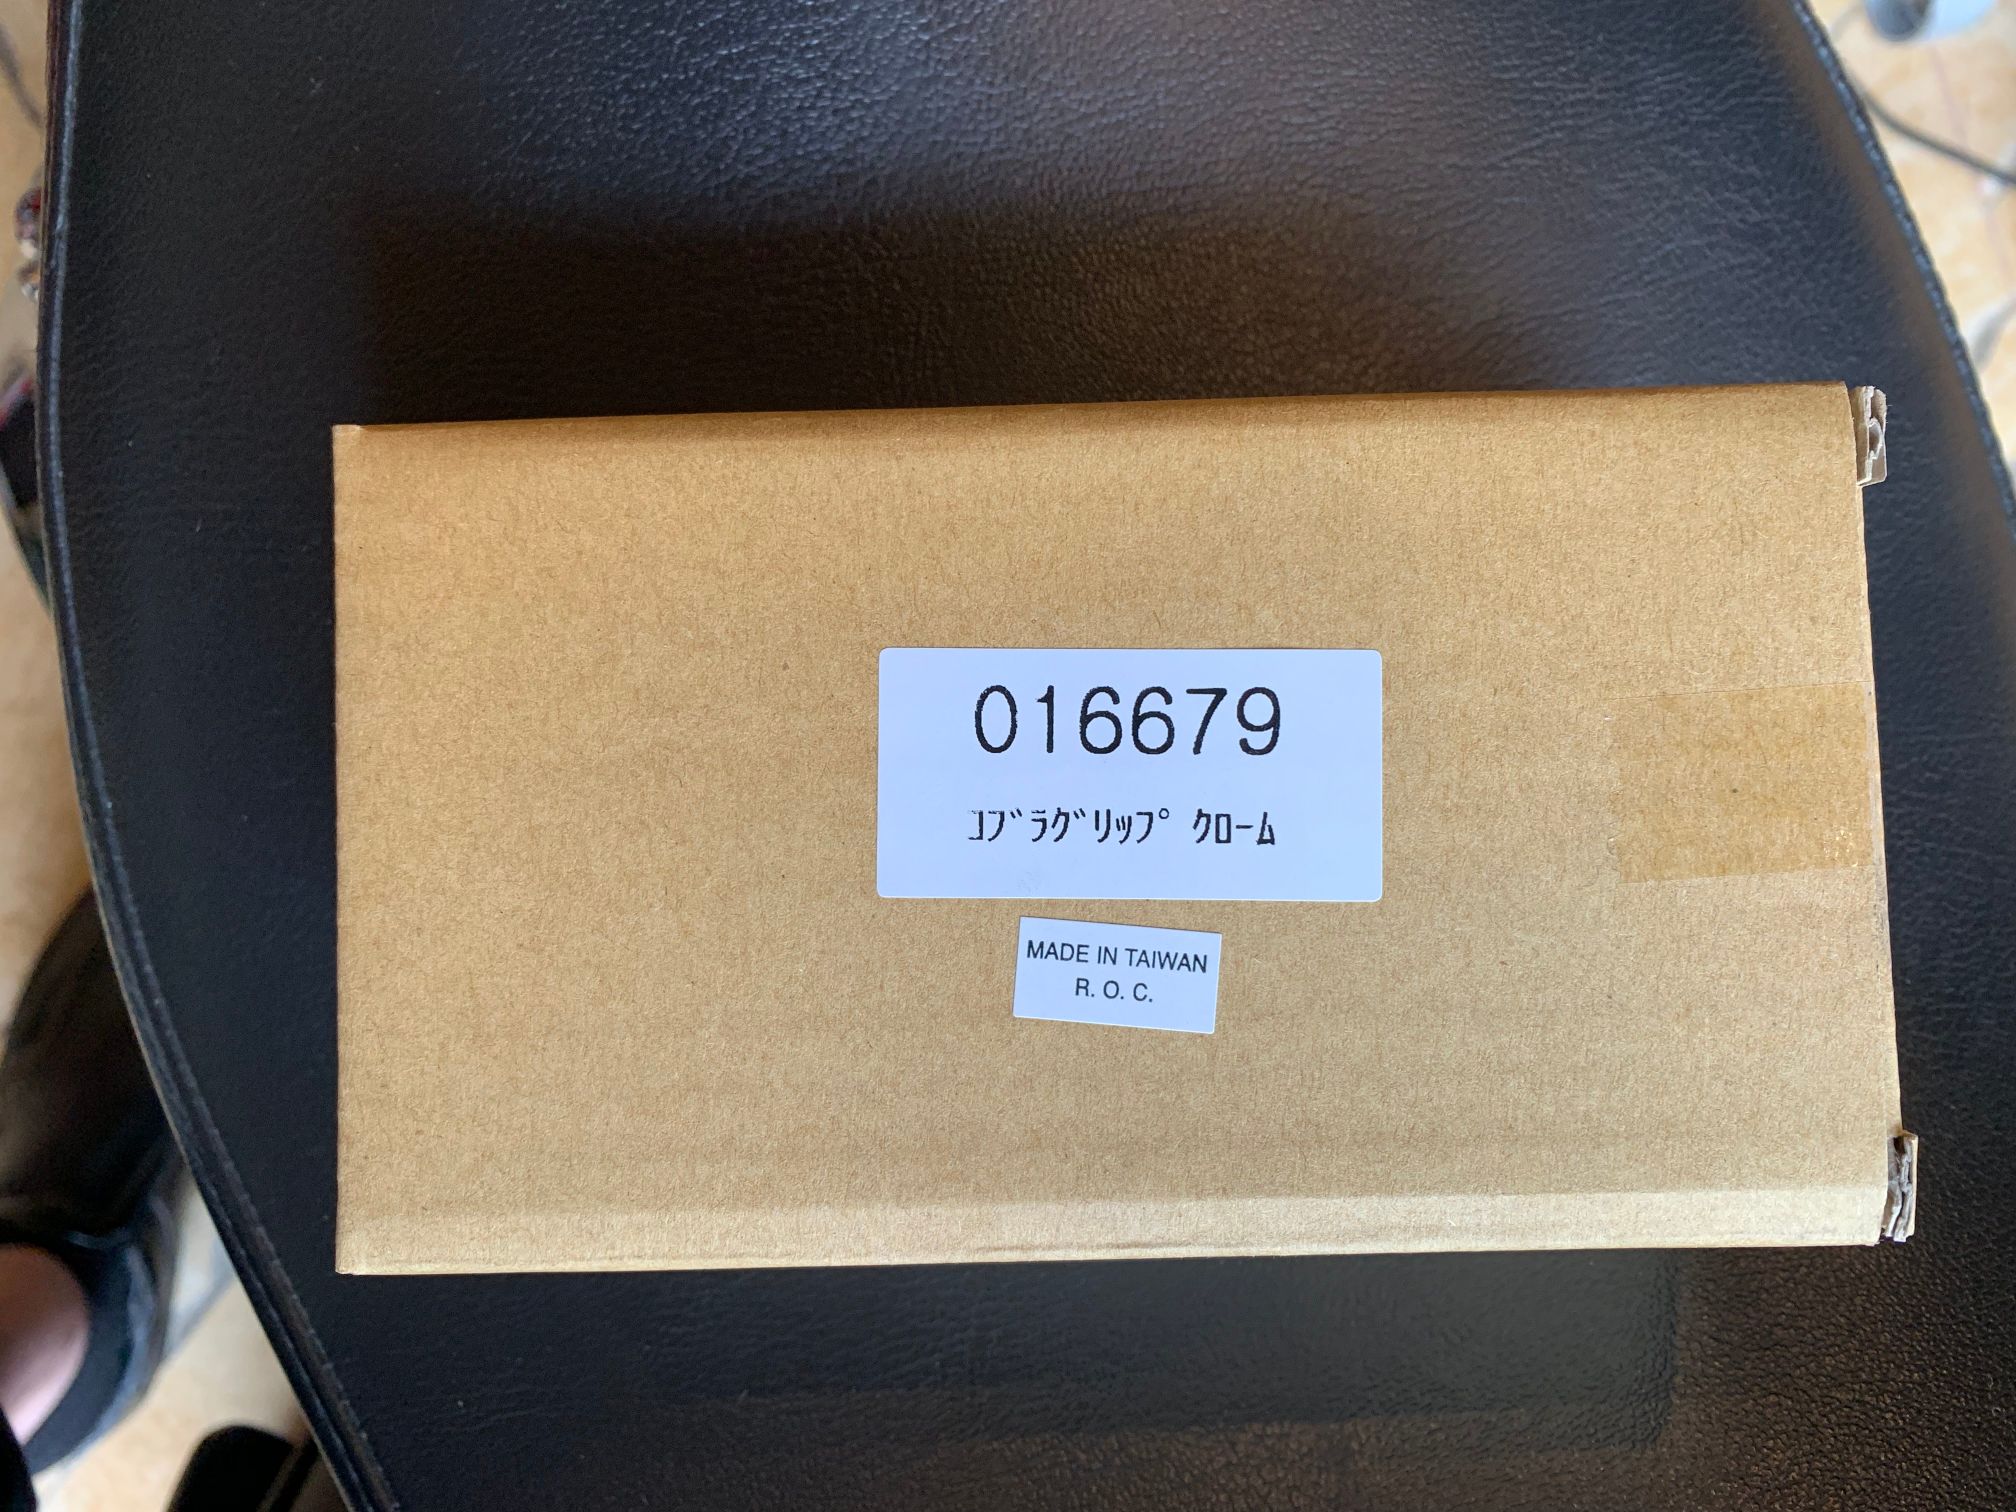 016679
ｺﾌﾞﾗｸﾞﾘｯﾌﾟ ｸﾛｰﾑ
MADE IN TAIWAN
R. O. C.